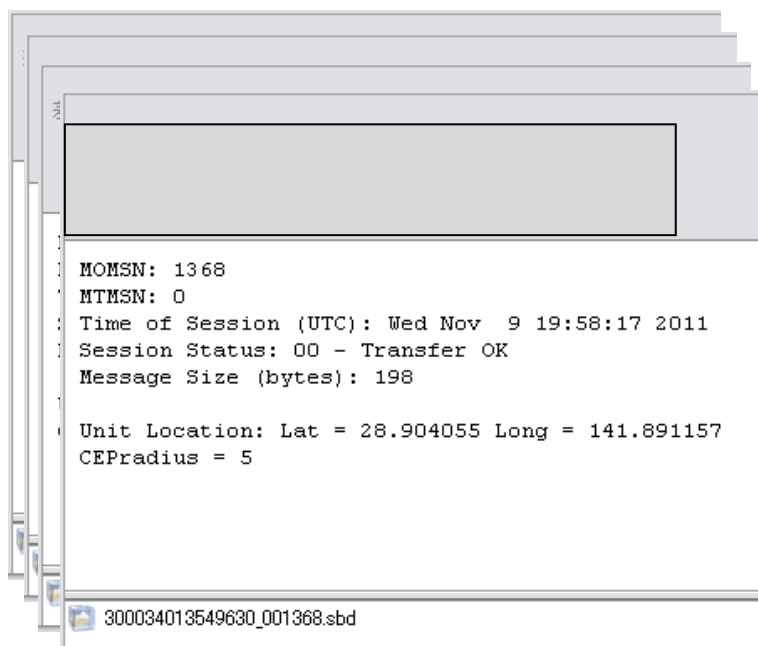 MOMSN: 1368
MTMSN: 0
Time of Session (UTC): Wed Nov  9 19:58:17 2011
Session Status: 00 - Transfer OK
Message Size (bytes): 198
Unit Location: Lat = 28.904055 Long = 141.891157
CEPradius = 5
300034013549630_001368.sbd